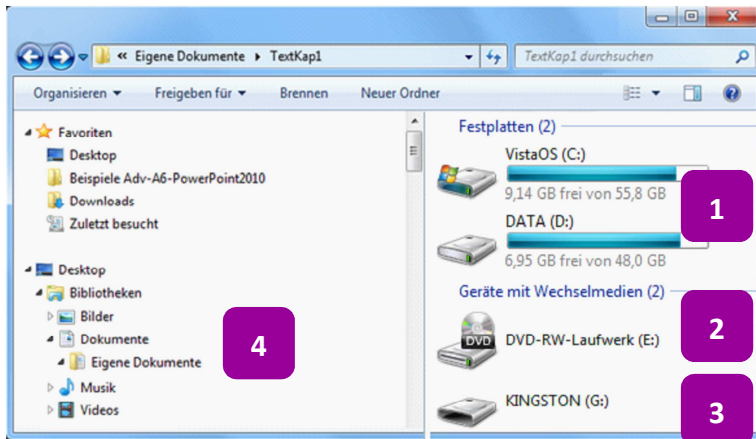 « Eigene Dokumente TextKap1
TextKap1 durchsuchen
Organisieren Freigeben für Brennen Neuer Ordner
Favoriten
Desktop
Beispiele Adv-A6-PowerPoint2010
Downloads
Zuletzt besucht
Desktop
Bibliotheken
Bilder
Dokumente
Eigene Dokumente
Musik
Videos
4
Festplatten (2)
VistaOS (C:)
9,14 GB frei von 55,8 GB
1
DATA (D:)
6,95 GB frei von 48,0 GB
Geräte mit Wechselmedien (2)
DVD
DVD-RW-Laufwerk (E:)
2
KINGSTON (G:)
3